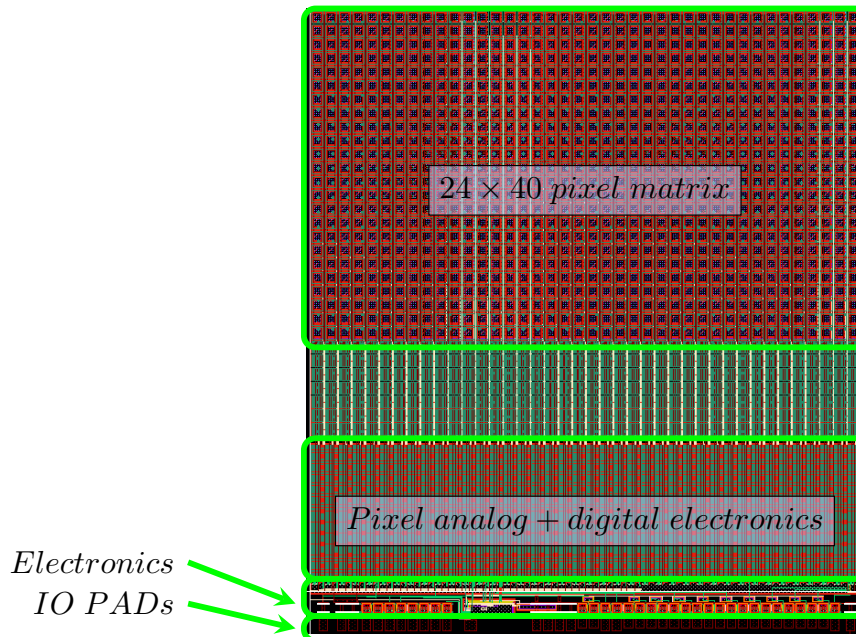 24 × 40 pixel matrix
Pixel analog + digital electronics
Electronics
IO PADs